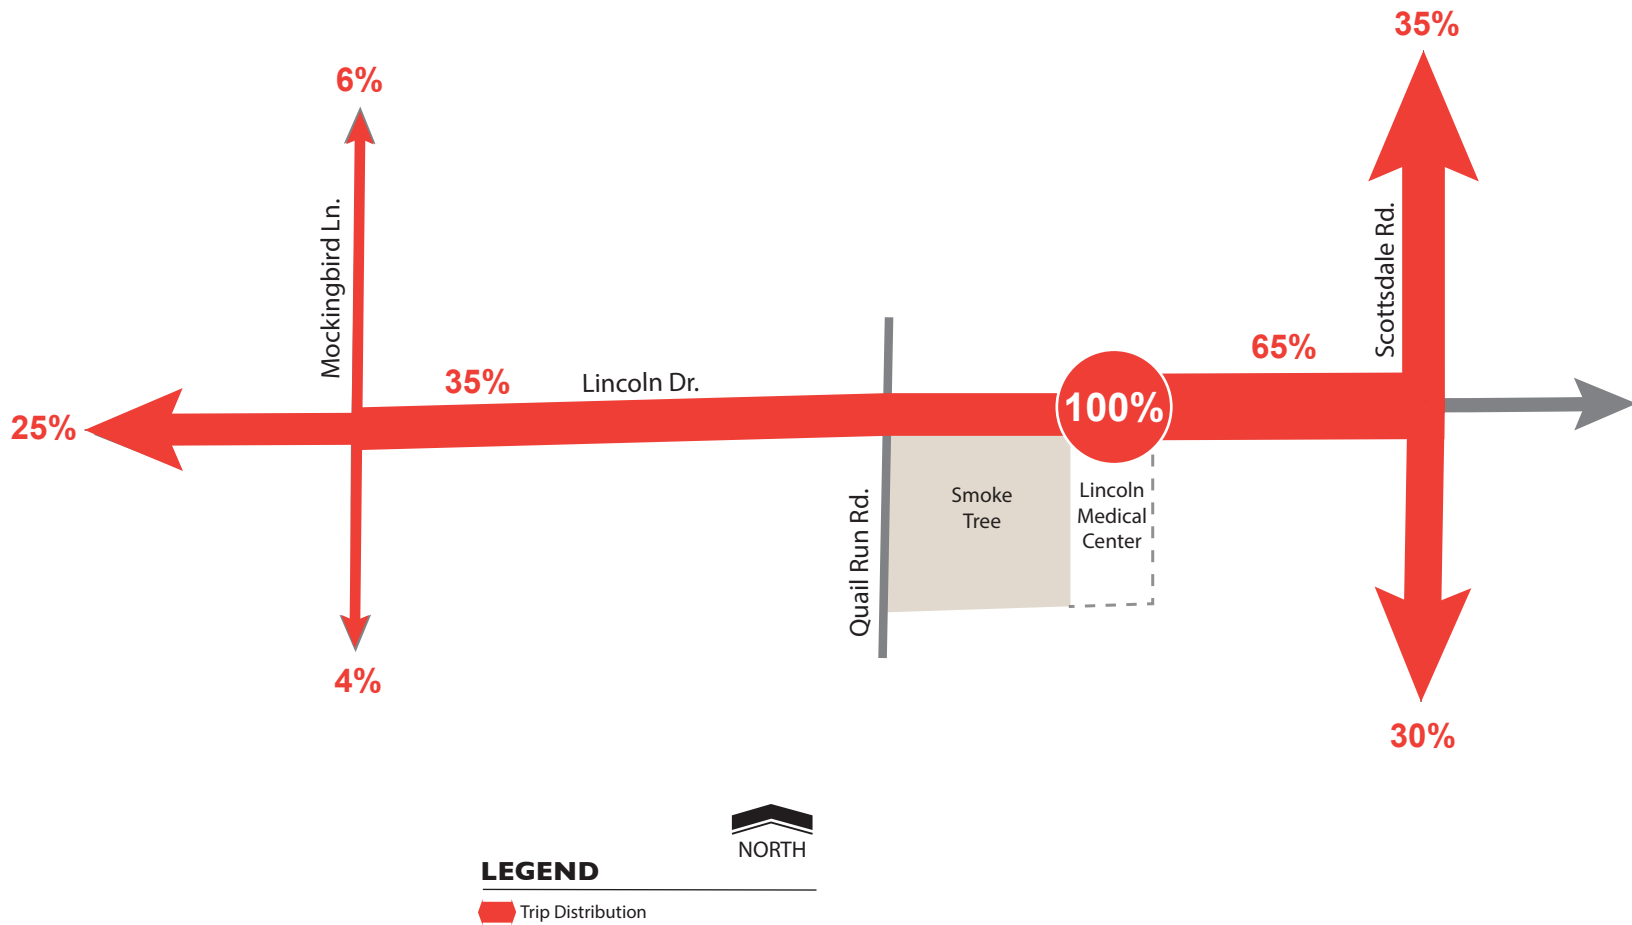 35%
6%
Mockingbird Ln.
Scottsdale Rd.
65%
35%
Lincoln Dr.
100%
25%
Quail Run Rd.
Smoke
Tree
Lincoln
Medical
Center
4%
30%
NORTH
LEGEND
Trip Distribution